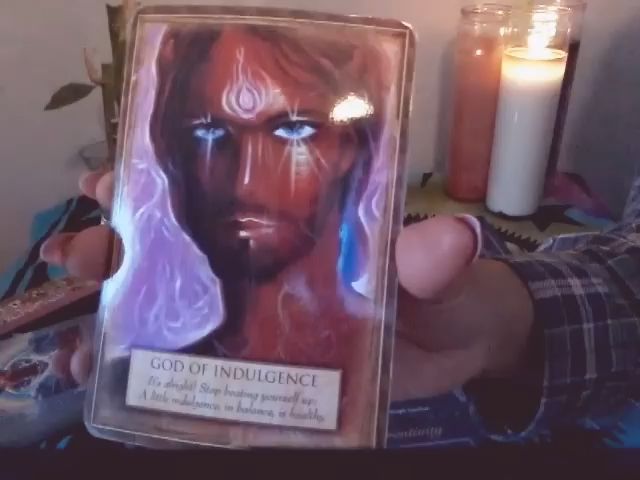 GOD OF INDULGENCE
It's alright! Stop beating yourself up.
A little indulgence, in balance, is healthy.